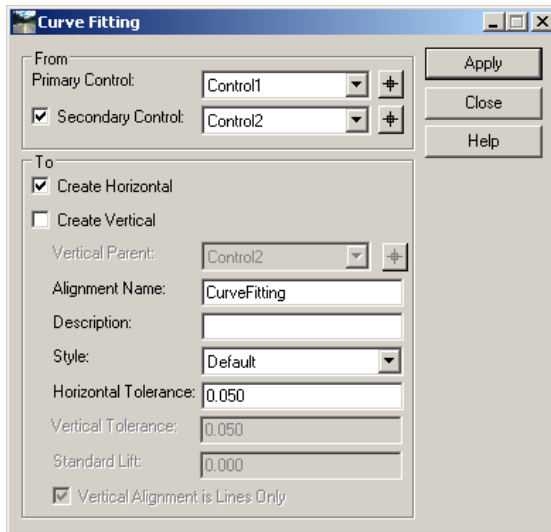 Curve Fitting
From
Primary Control: Control1
Secondary Control: Control2
Apply
Close
Help
To
Create Horizontal
Create Vertical
Vertical Parent: Control2
Alignment Name: CurveFitting
Description:
Style: Default
Horizontal Tolerance: 0.050
Vertical Tolerance: 0.050
Standard Lift: 0.000
Vertical Alignment is Lines Only